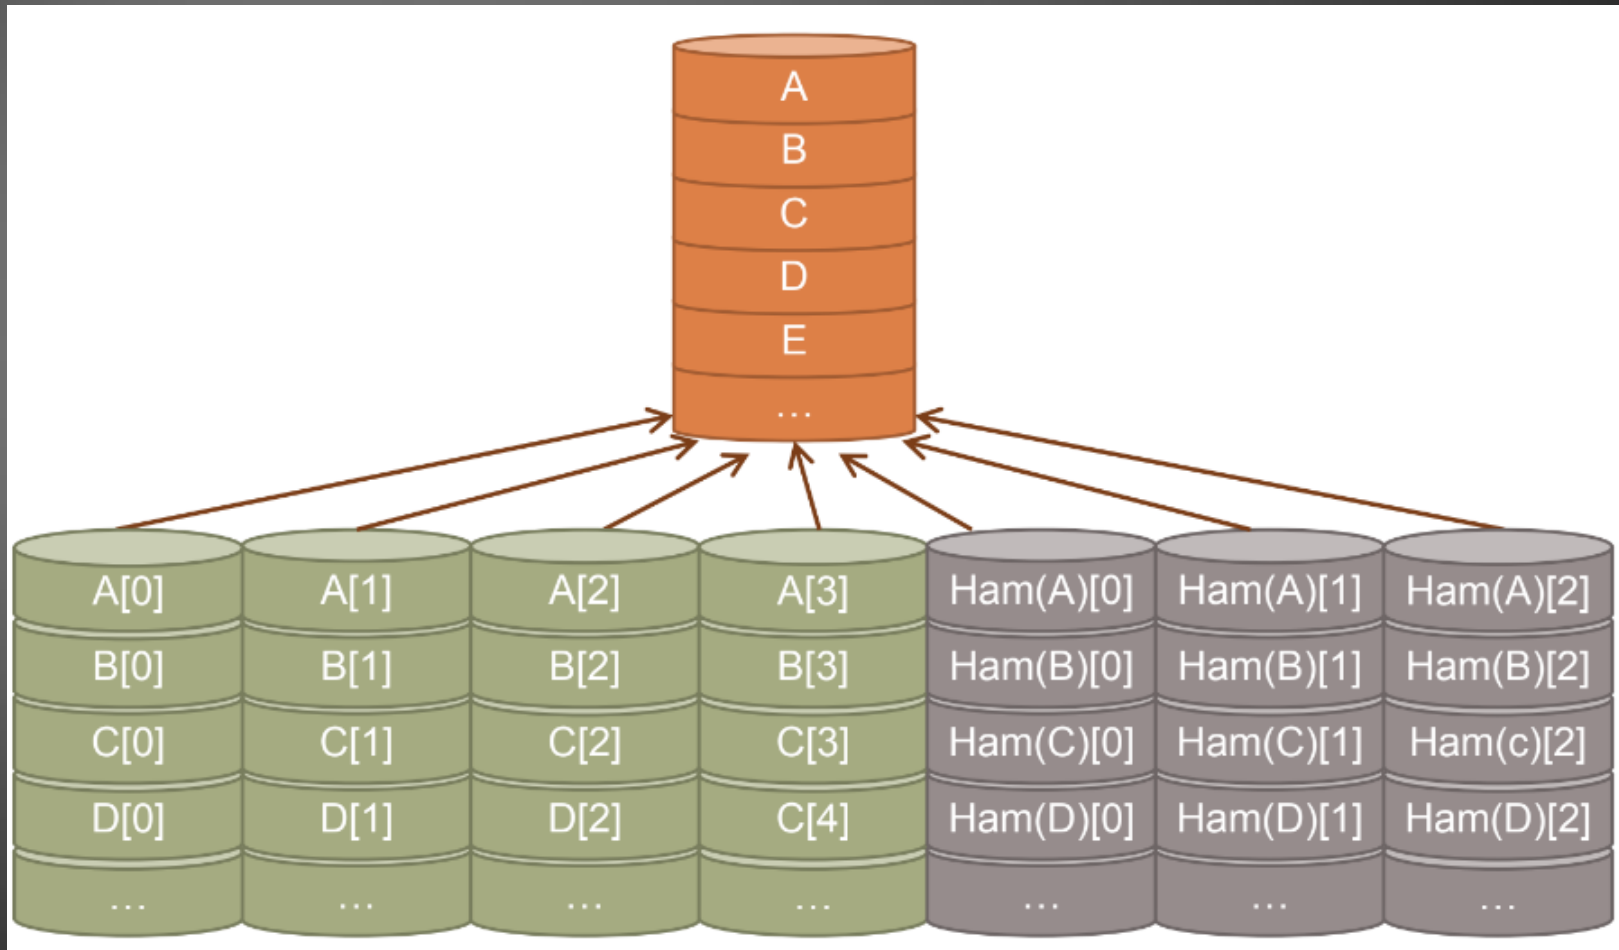 A
B
C
D
E
...
A[0] A[1] A[2] A[3] Ham(A)[0] Ham(A)[1] Ham(A)[2]
B[0] B[1] B[2] B[3] Ham(B)[0] Ham(B)[1] Ham(B)[2]
C[0] C[1] C[2] C[3] Ham(C)[0] Ham(C)[1] Ham(c)[2]
D[0] D[1] D[2] C[4] Ham(D)[0] Ham(D)[1] Ham(D)[2]
... ... ... ... ... ... ...